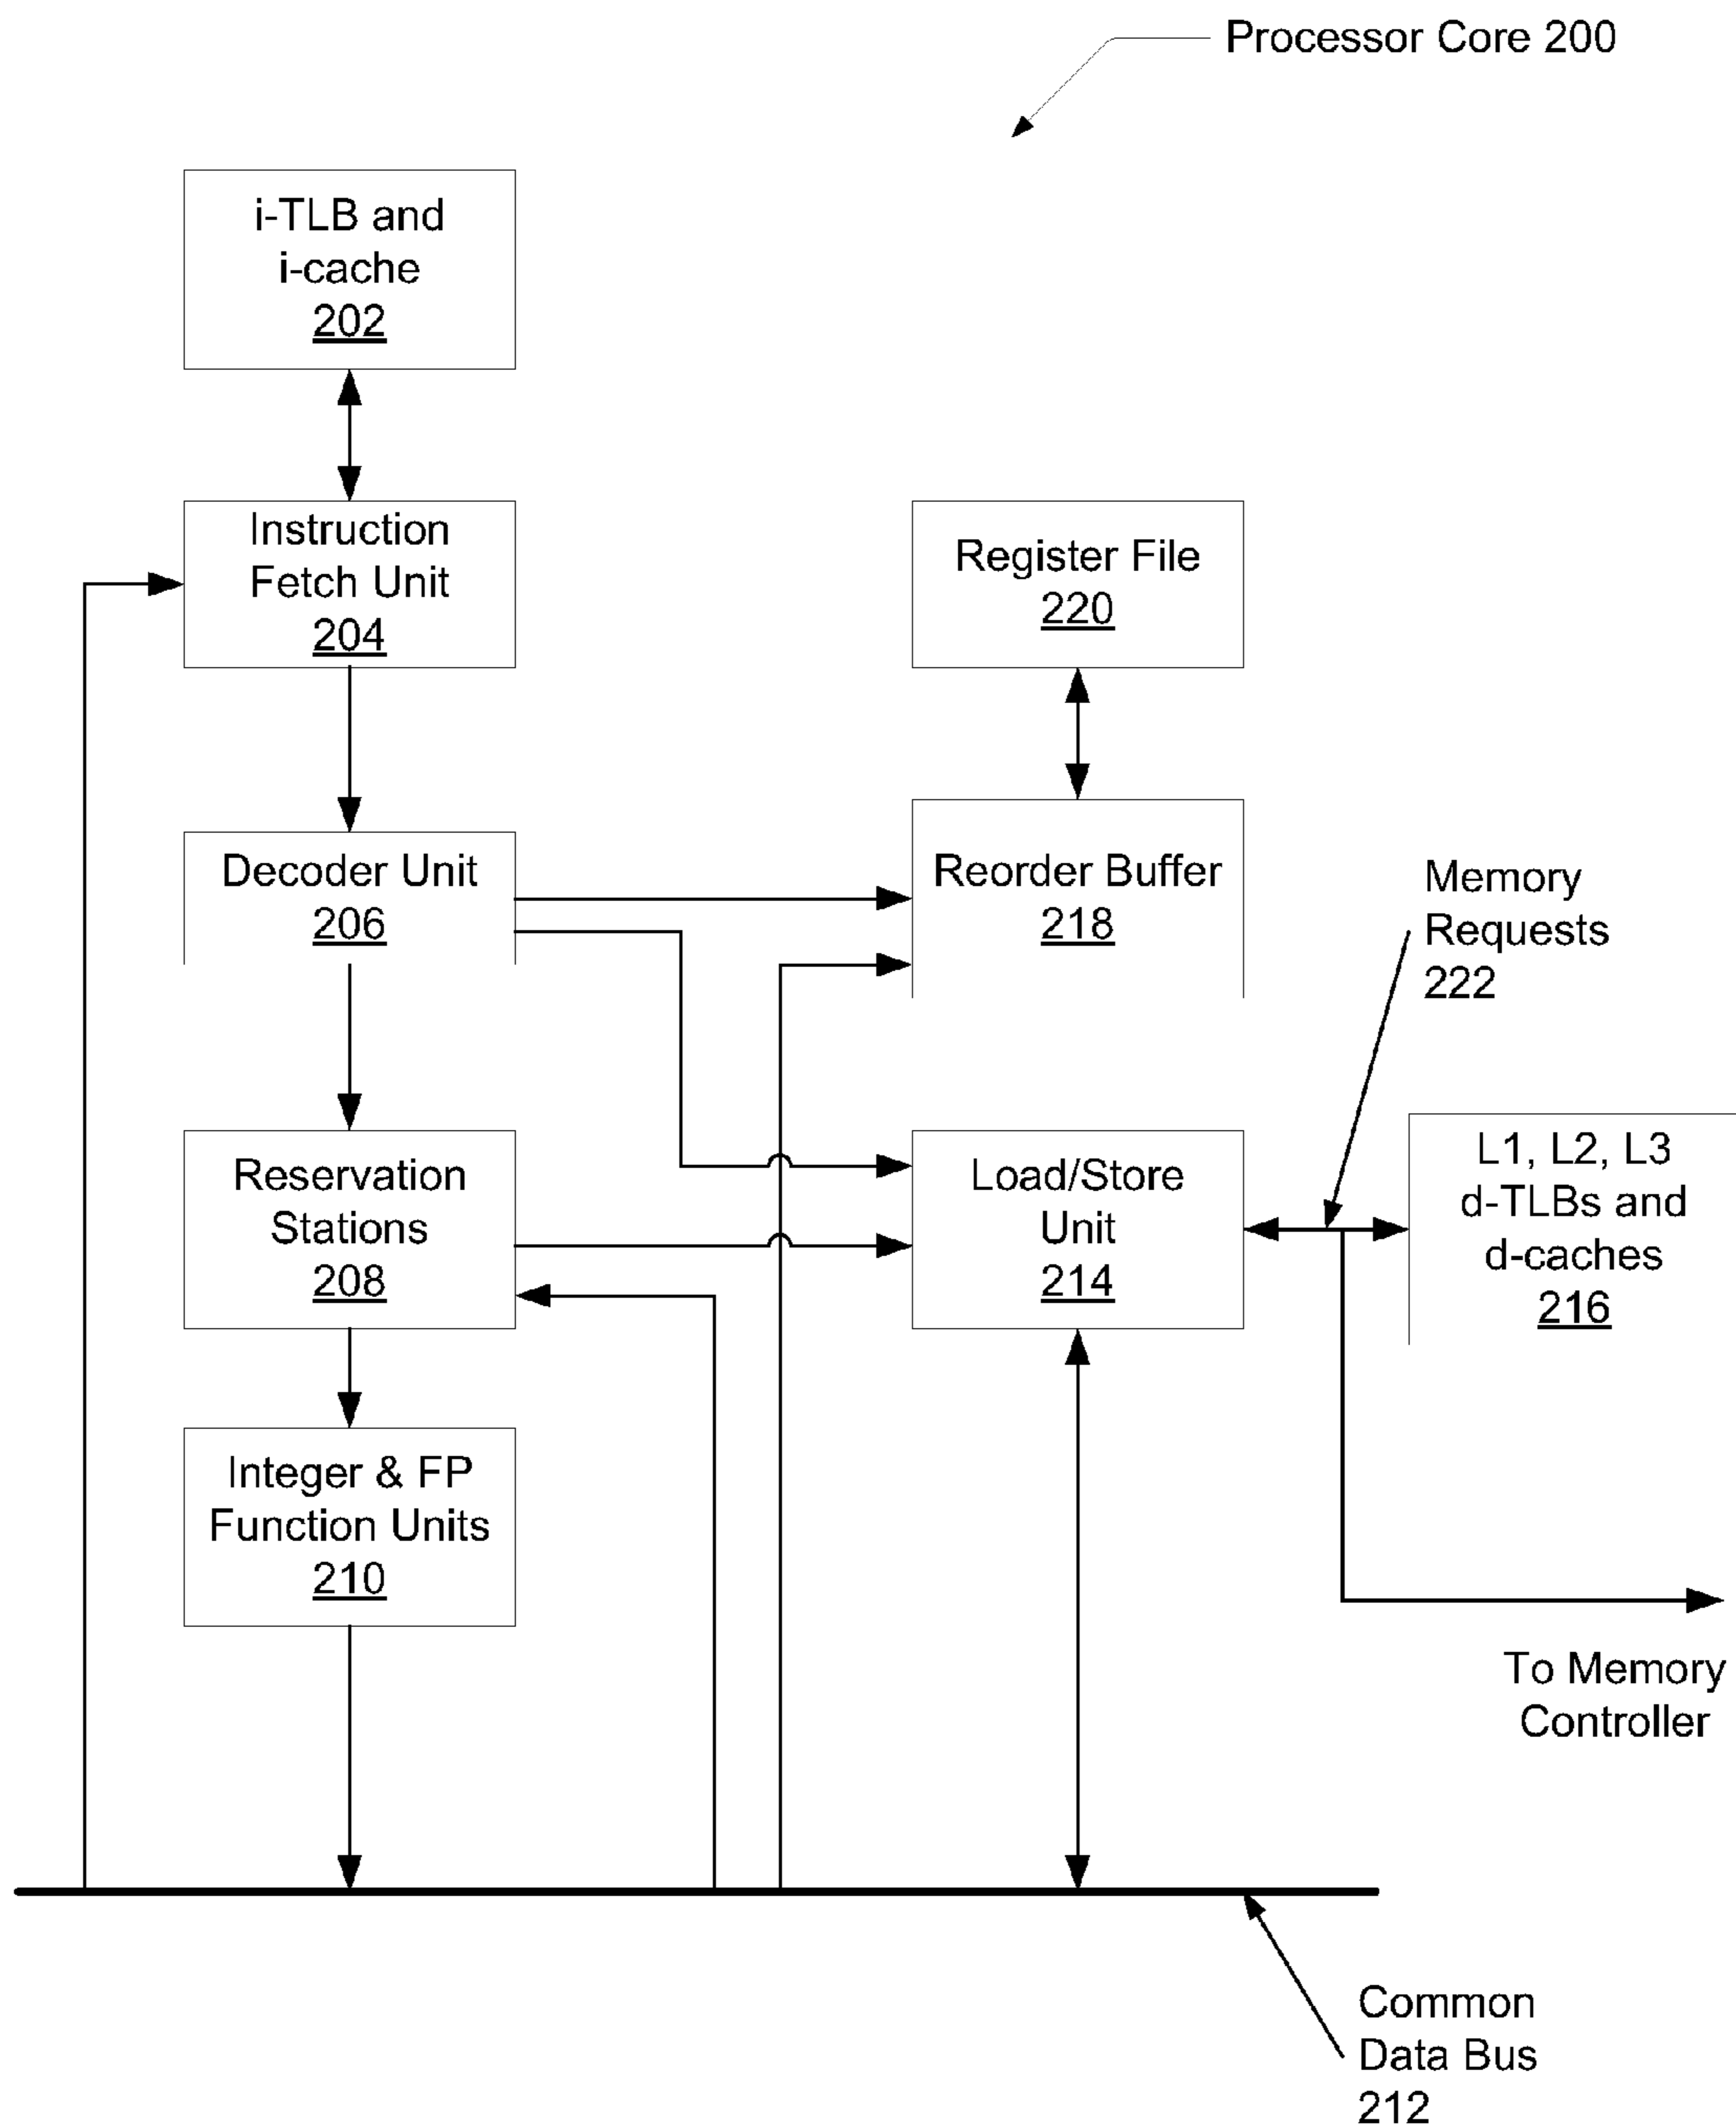 Processor Core 200
i-TLB and
i-cache
202
Instruction
Fetch Unit
204
Register File
220
Decoder Unit
206
Reorder Buffer
218
Memory
Requests
222
Reservation
Stations
208
Load/Store
Unit
214
L1, L2, L3
d-TLBs and
d-caches
216
Integer & FP
Function Units
210
To Memory
Controller
Common
Data Bus
212